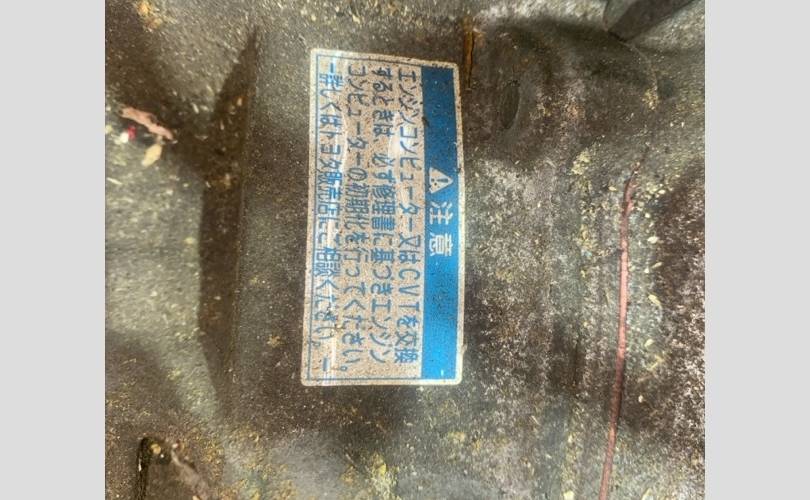 ⚠注意
エンジンコンピューター又はCVTを交換
するときは、必ず修理書に基づきエンジン
コンピューターの初期化を行ってください。
−詳しくはトヨタ販売店にご相談ください。−